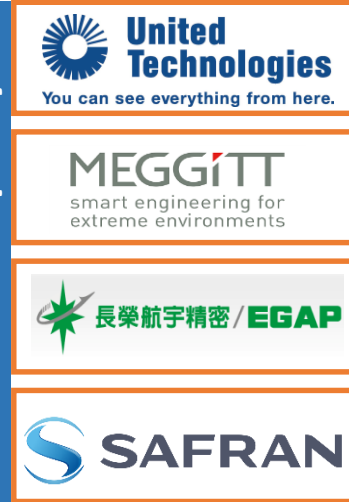 United
Technologies
You can see everything from here.
MEGGiTT
smart engineering for
extreme environments
長榮航宇精密/EGAP
SAFRAN